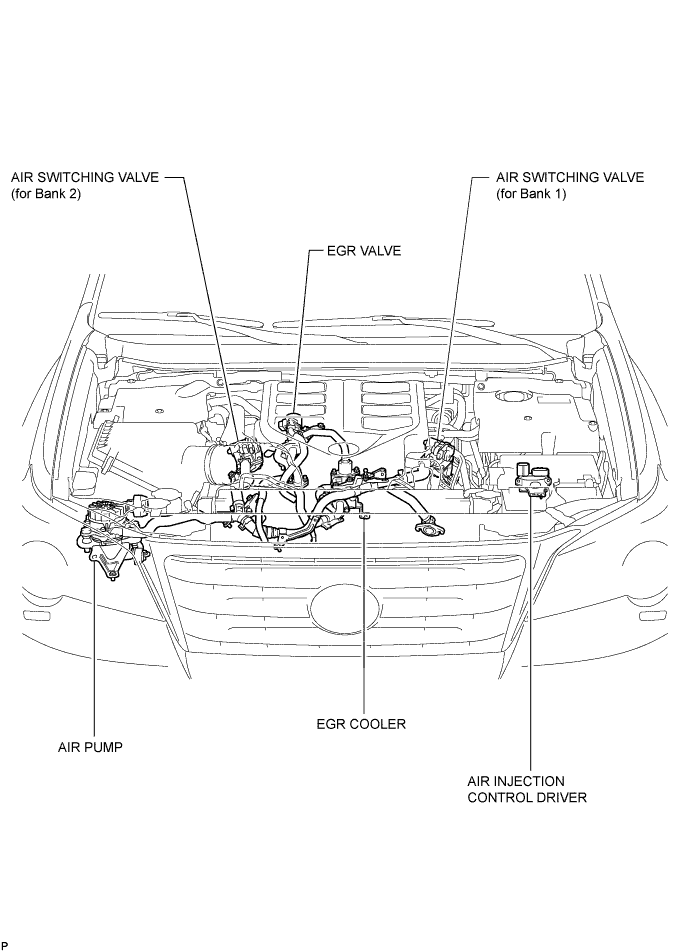 AIR SWITCHING VALVE
(for Bank 2)
AIR SWITCHING VALVE
(for Bank 1)
EGR VALVE
EGR COOLER
AIR PUMP
AIR INJECTION
CONTROL DRIVER
P